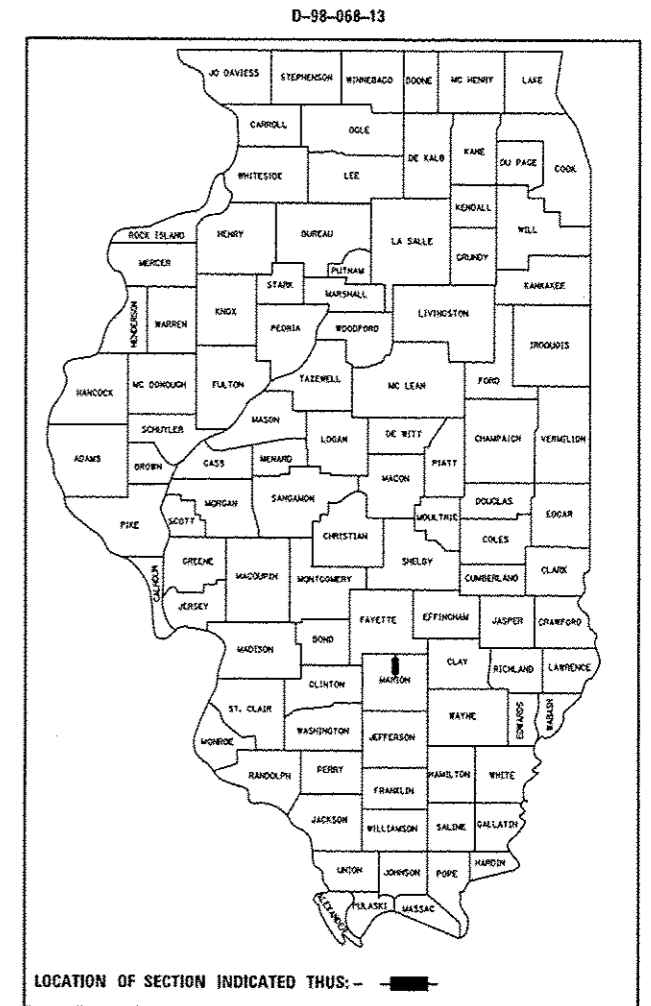 D-98-068-13
JO DAVIESS STEPHENSON WINNEBAGO BOONE MC HENRY LAKE
CARROLL OGLE DE KALB KANE DU PAGE COOK
WHITESIDE LEE
KENDALL
ROCK ISLAND HENRY BUREAU LA SALLE WILL
MERCER PUTNAM GRUNDY
STARK MARSHALL KANKAKEE
HENDERSON WARREN KNOX PEORIA WOODFORD LIVINGSTON
IROQUOIS
HANCOCK MC DONOUGH FULTON TAZEWELL MC LEAN FORD
SCHUYLER MASON LOGAN DE WITT CHAMPAIGN VERMILION
ADAMS BROWN CASS MENARD PIATT
MACON
PIKE SCOTT MORGAN SANGAMON MOULTRIE DOUGLAS EDGAR
CHRISTIAN COLES
CALHOUN GREENE MACOUPIN MONTGOMERY SHELBY CUMBERLAND CLARK
JERSEY
FAYETTE EFFINGHAM JASPER CRAWFORD
MADISON BOND
CLAY RICHLAND LAWRENCE
CLINTON MARION
ST. CLAIR WAYNE EDWARDS WABASH
MONROE WASHINGTON JEFFERSON
RANDOLPH PERRY HAMILTON WHITE
FRANKLIN
JACKSON WILLIAMSON SALINE GALLATIN
UNION JOHNSON POPE HARDIN
ALEXANDER PULASKI MASSAC
LOCATION OF SECTION INDICATED THUS: -